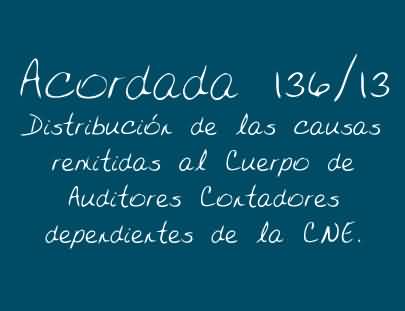 Acordada 136/13
Distribución de las causas
remitidas al Cuerpo de
Auditores Contadores
dependientes de la CNE.